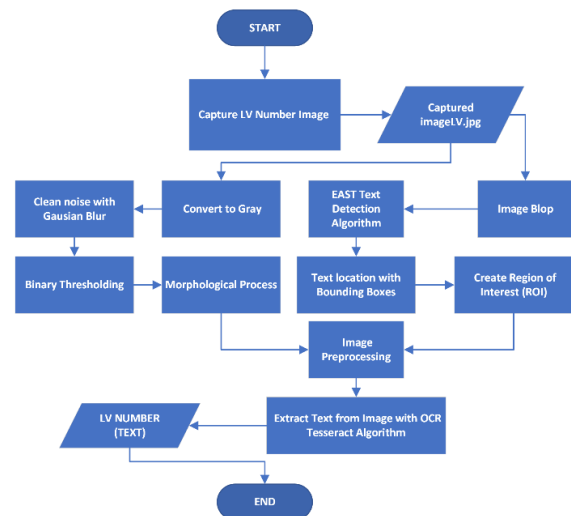 START
Capture LV Number Image
Captured
imageLV.jpg
Clean noise with
Gausian Blur
Convert to Gray
EAST Text
Detection
Algorithm
Image Blop
Binary Thresholding
Morphological Process
Text location with
Bounding Boxes
Create Region of
Interest (ROI)
Image
Preprocessing
LV NUMBER
(TEXT)
Extract Text from Image with OCR
Tesseract Algorithm
END